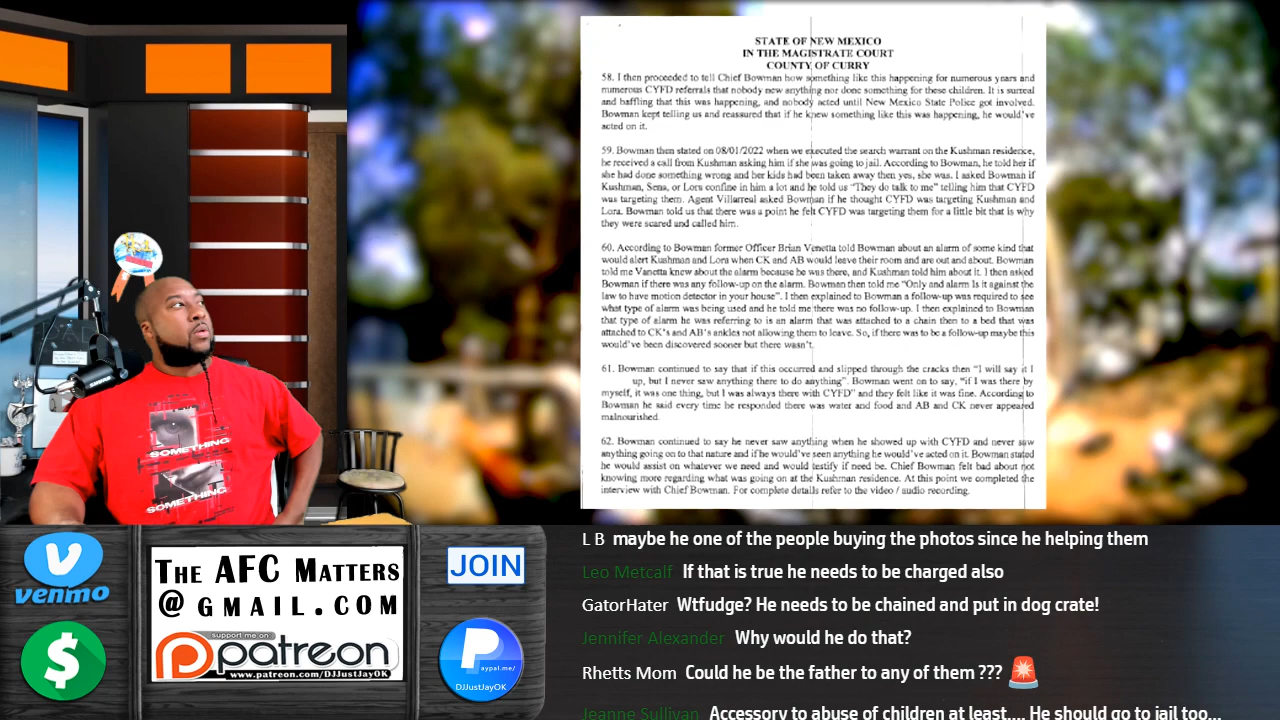 STATE OF NEW MEXICO
IN THE MAGISTRATE COURT
COUNTY OF CURRY
58. I then proceeded to tell Chief Bowman how something like this happening for numerous years and
numerous CYFD referrals that nobody new anything nor done something for these children. It is surreal
and baffling that this was happening, and nobody acted until New Mexico State Police got involved.
Bowman kept telling us and reassured that if he knew something like this was happening, he would've
acted on it.
59. Bowman then stated on 08/01/2022 when we executed the search warrant on the Kushman residence,
he received a call from Kushman asking him if she was going to jail. According to Bowman, he told her if
she had done something wrong and her kids had been taken away then yes, she was. I asked Bowman if
Kushman, Sena, or Lora confine in him a lot and he told us "They do talk to me" telling him that CYFD
was targeting them. Agent Villarreal asked Bowman if he thought CYFD was targeting Kushman and
Lora. Bowman told us that there was a point he felt CYFD was targeting them for a little bit that is why
they were scared and called him.
60. According to Bowman former Officer Brian Venetta told Bowman about an alarm of some kind that
would alert Kushman and Lora when CK and AB would leave their room and are out and about. Bowman
told me Vanetta knew about the alarm because he was there, and Kushman told him about it. I then asked
Bowman if there was any follow-up on the alarm. Bowman then told me "Only and alarm Is it against the
law to have motion detector in your house". I then explained to Bowman a follow-up was required to see
what type of alarm was being used and he told me there was no follow-up. I then explained to Bowman
that type of alarm he was referring to is an alarm that was attached to a chain then to a bed that was
attached to CK's and AB's ankles not allowing them to leave. So, if there was to be a follow-up maybe this
would've been discovered sooner but there wasn't.
61. Bowman continued to say that if this occurred and slipped through the cracks then "I will say it I
up, but I never saw anything there to do anything". Bowman went on to say, "if I was there by
myself, it was one thing, but I was always there with CYFD" and they felt like it was fine. According to
Bowman he said every time he responded there was water and food and AB and CK never appeared
malnourished.
62. Bowman continued to say he never saw anything when he showed up with CYFD and never saw
anything going on to that nature and if he would've seen anything he would've acted on it. Bowman stated
he would assist on whatever we need and would testify if need be. Chief Bowman felt bad about not
knowing more regarding what was going on at the Kushman residence. At this point we completed the
interview with Chief Bowman. For complete details refer to the video / audio recording.
SHURE
SOMETHING
SOMETHING
venmo
THE AFC MATTERS
@GMAIL.COM
support me on:
patreon
www.patreon.com/DJJustJayOK
JOIN
aypal.me/
DJJustJayOK
L B maybe he one of the people buying the photos since he helping them
Leo Metcalf If that is true he needs to be charged also
GatorHater Wtfudge? He needs to be chained and put in dog crate!
Jennifer Alexander Why would he do that?
Rhetts Mom Could he be the father to any of them ???
Jeanne Sullivan Accessory to abuse of children at least.... He should go to jail too...